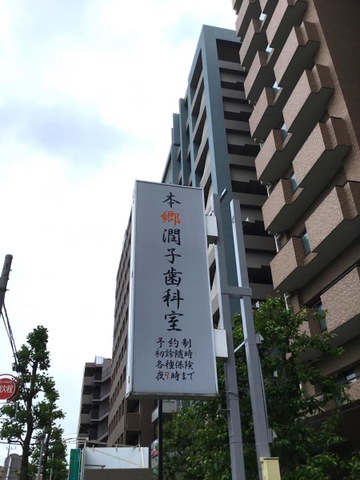 本郷潤子歯科室
予約制
初診随時
各種保険
夜9時まで